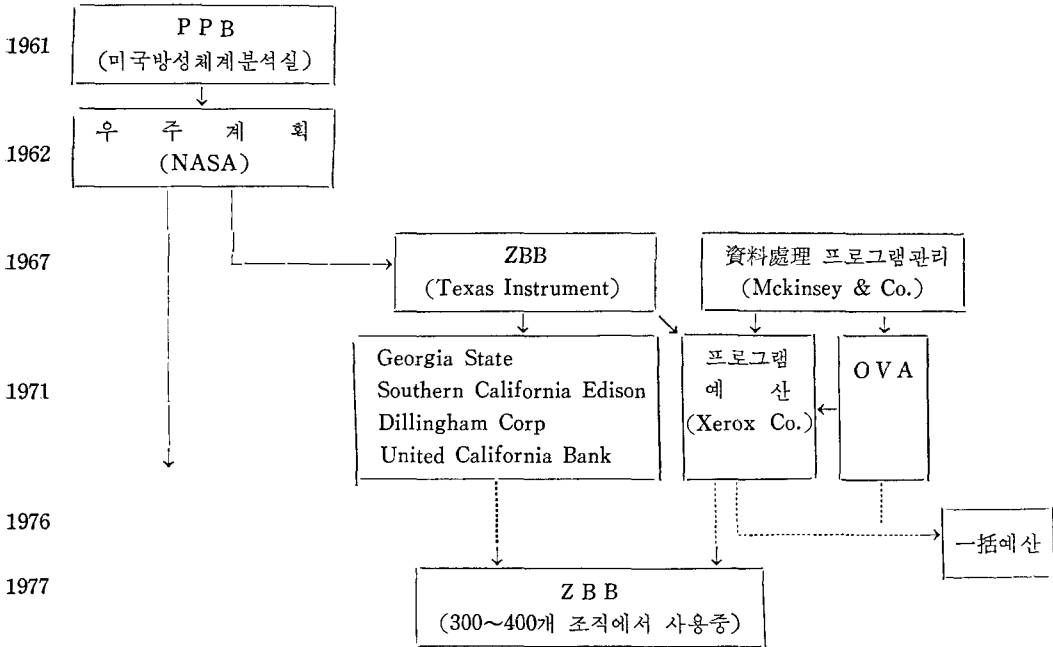 1961
P P B
(미국방성체계분석실)
1962
우 주 계 획
(NASA)
1967
ZBB
(Texas Instrument)
資料處理 프로그램관리
(Mckinsey & Co.)
1971
Georgia State
Southern California Edison
Dillingham Corp
United California Bank
프로그램
예 산
(Xerox Co.)
O V A
1976
一括예산
1977
Z B B
(300~400개 조직에서 사용중)